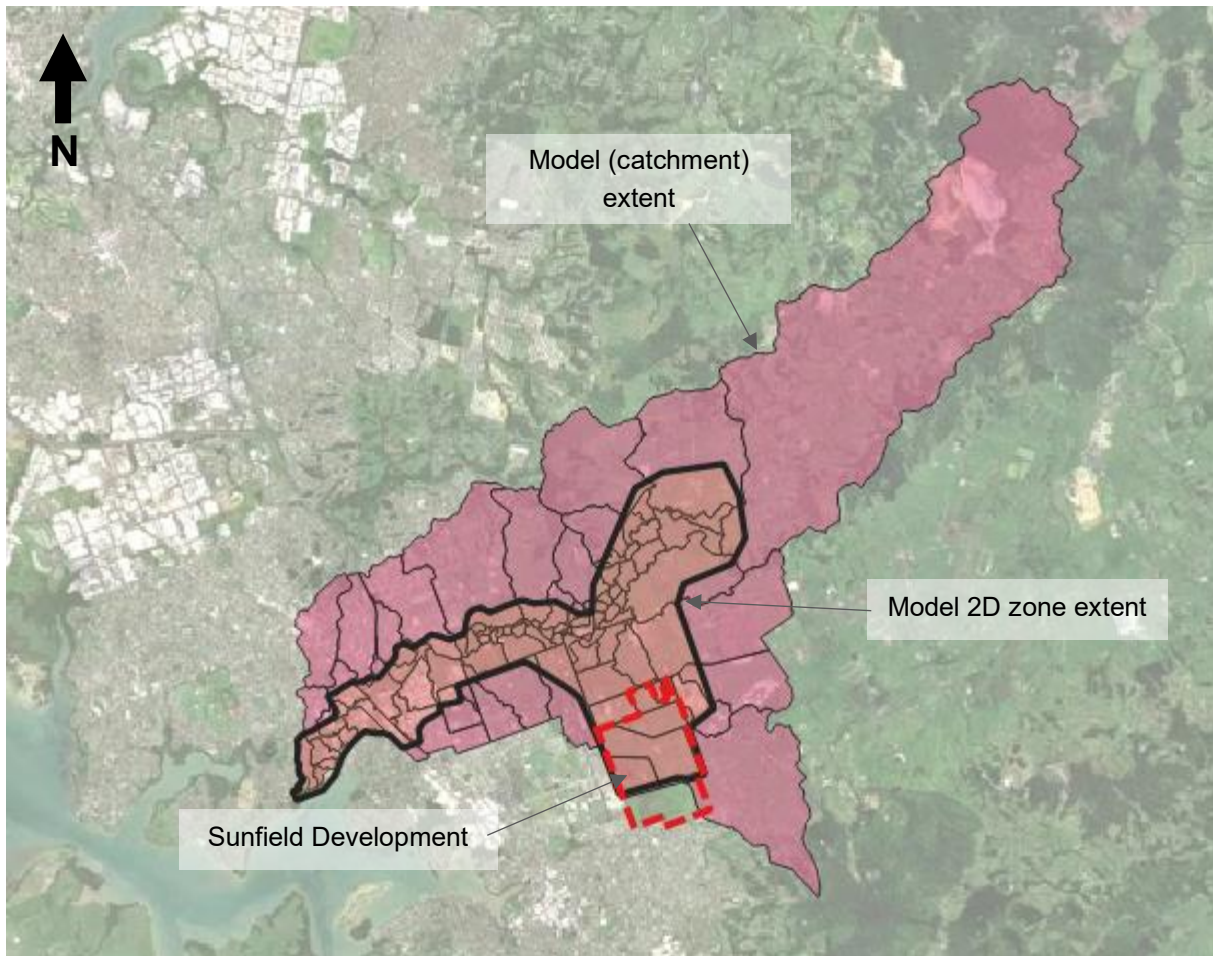 N
Model (catchment)
extent
Model 2D zone extent
Sunfield Development